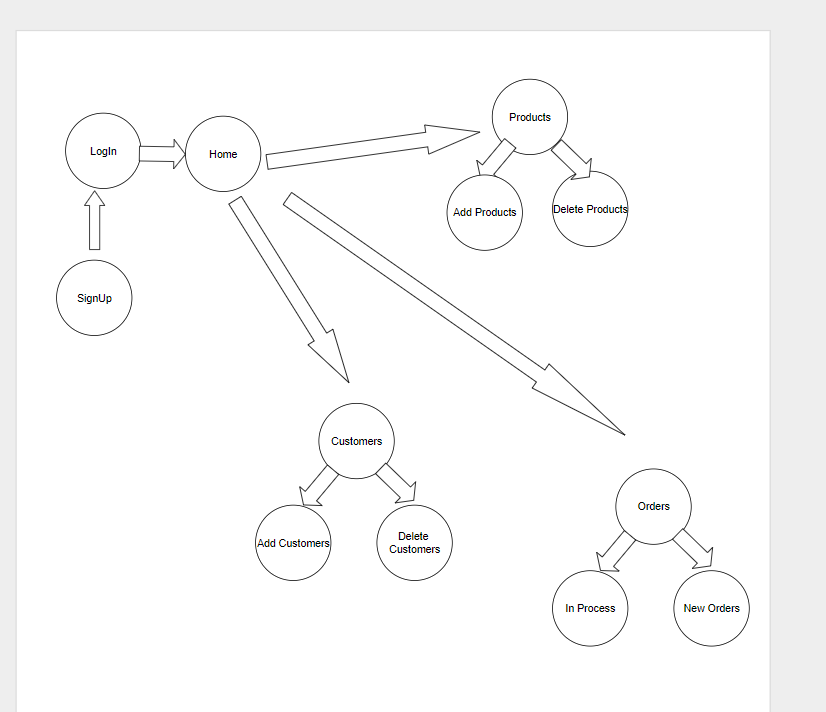 Products
LogIn
Home
Add Products
Delete Products
SignUp
Customers
Add Customers
Delete
Customers
Orders
In Process
New Orders